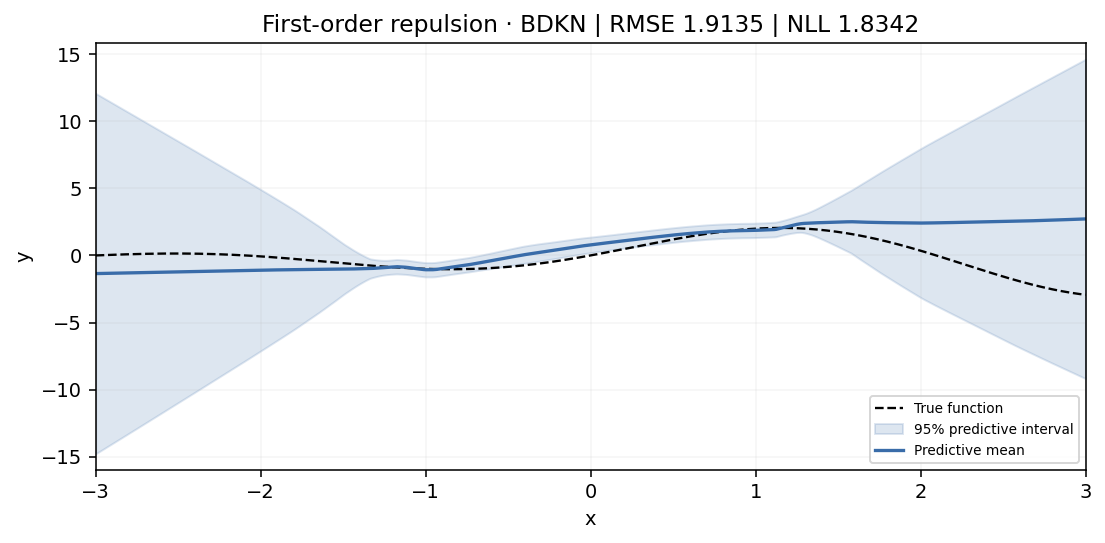 First-order repulsion · BDKN | RMSE 1.9135 | NLL 1.8342
15
10
5
0
−5
−10
−15
y
True function
95% predictive interval
Predictive mean
−3
−2
−1
0
1
2
3
x